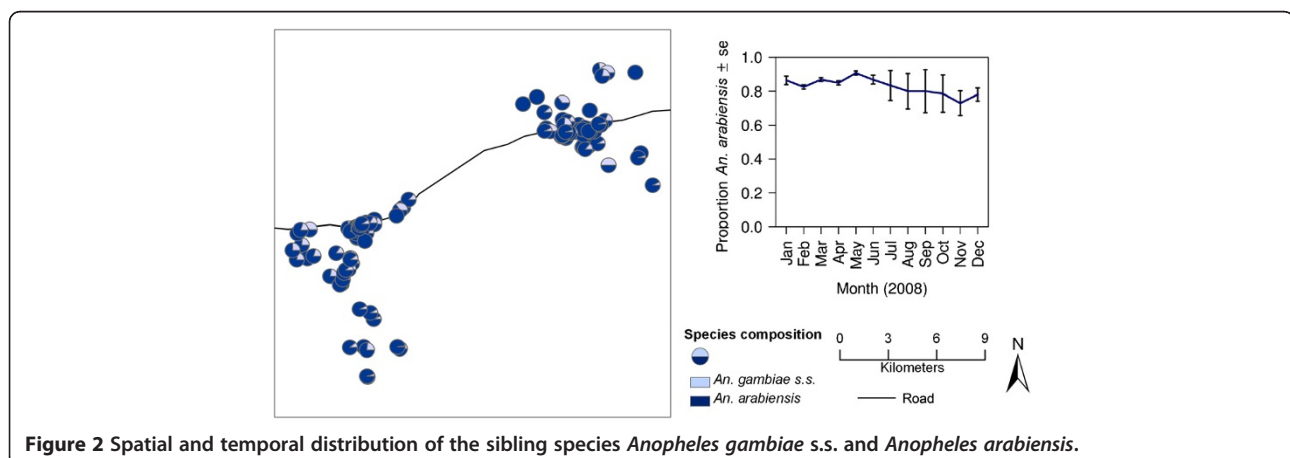 Proportion An. arabiensis ± se
1.0
0.8
0.6
0.4
0.2
0.0
Jan
Feb
Mar
Apr
May
Jun
Jul
Aug
Sep
Oct
Nov
Dec
Month (2008)
Species composition
An. gambiae s.s.
An. arabiensis
0 3 6 9
Kilometers
Road
N
Figure 2 Spatial and temporal distribution of the sibling species Anopheles gambiae s.s. and Anopheles arabiensis.